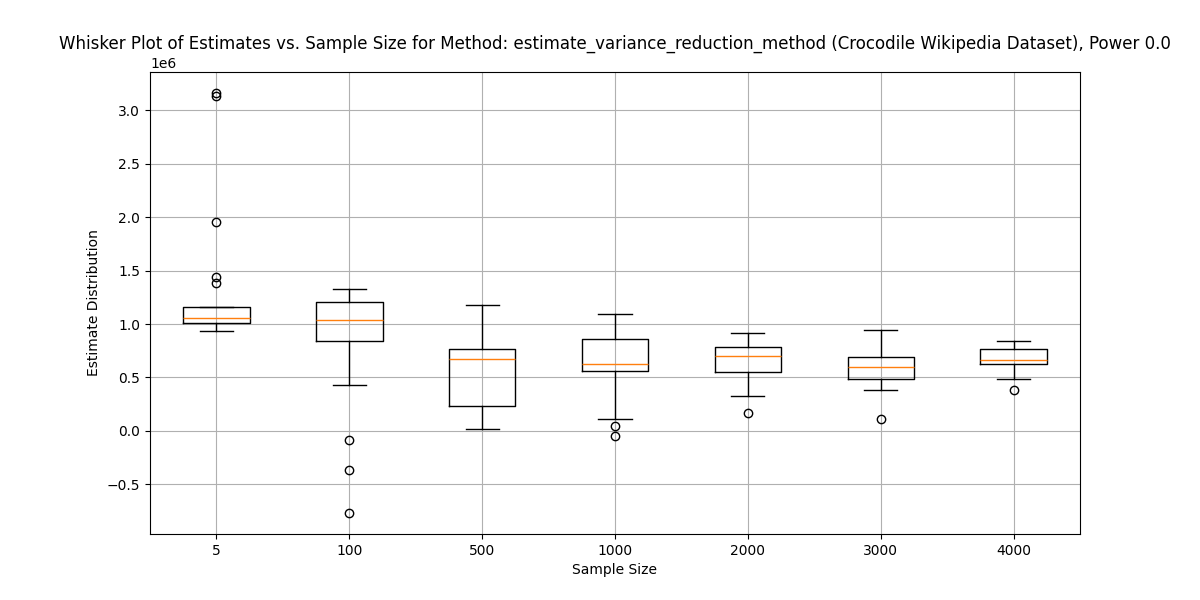 Whisker Plot of Estimates vs. Sample Size for Method: estimate_variance_reduction_method (Crocodile Wikipedia Dataset), Power 0.0
1e6
3.0
2.5
2.0
1.5
1.0
0.5
0.0
−0.5
Estimate Distribution
5 100 500 1000 2000 3000 4000
Sample Size